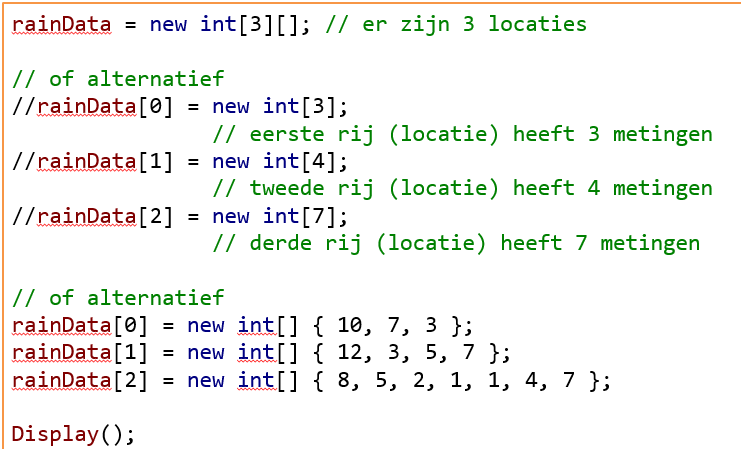 rainData = new int[3][]; // er zijn 3 locaties
// of alternatief
//rainData[0] = new int[3];
// eerste rij (locatie) heeft 3 metingen
//rainData[1] = new int[4];
// tweede rij (locatie) heeft 4 metingen
//rainData[2] = new int[7];
// derde rij (locatie) heeft 7 metingen
// of alternatief
rainData[0] = new int[] { 10, 7, 3 };
rainData[1] = new int[] { 12, 3, 5, 7 };
rainData[2] = new int[] { 8, 5, 2, 1, 1, 4, 7 };
Display();